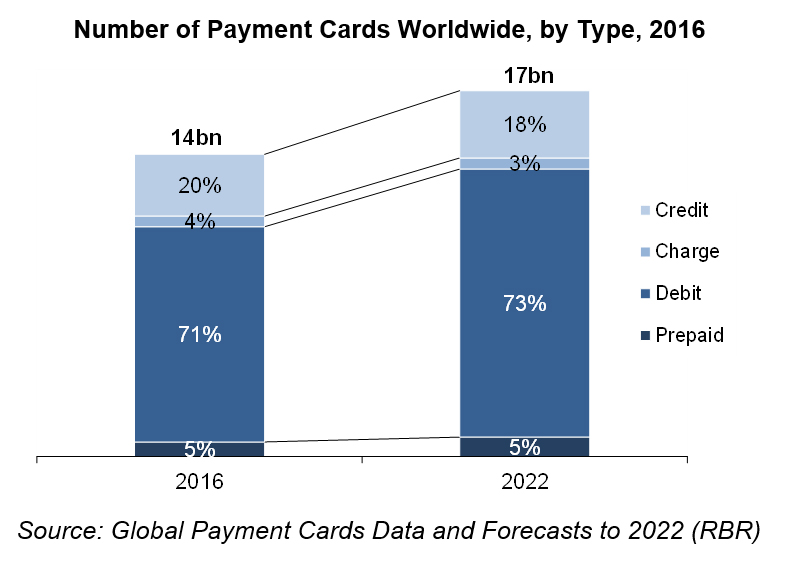 Number of Payment Cards Worldwide, by Type, 2016
17bn
14bn
18%
20%
3%
4%
Credit
Charge
Debit
Prepaid
73%
71%
5%
5%
2016
2022
Source: Global Payment Cards Data and Forecasts to 2022 (RBR)